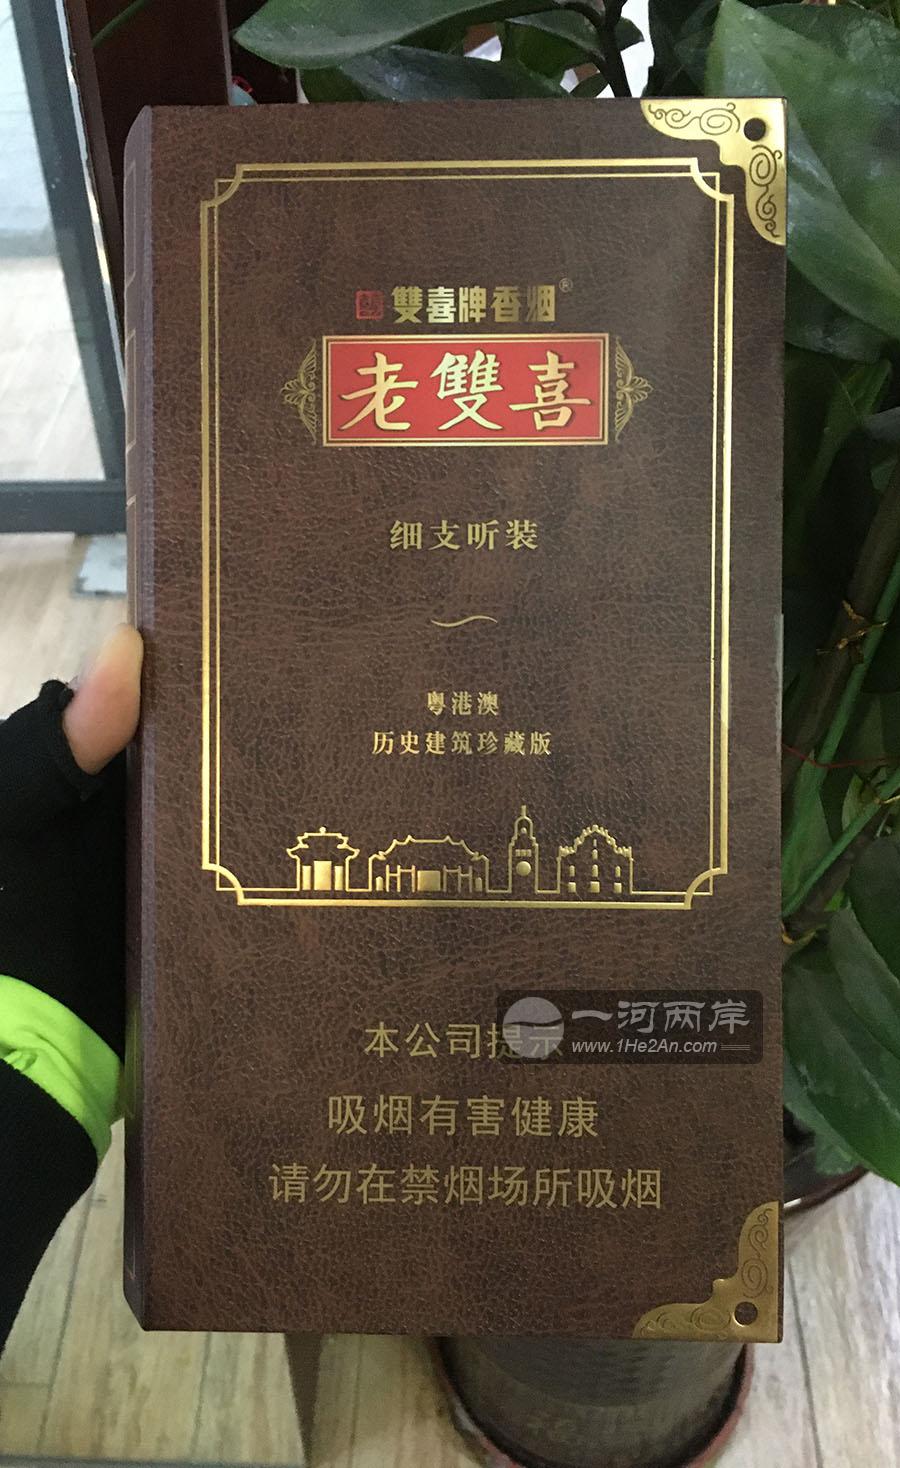 雙喜牌香烟®
老雙喜
细支听装
粤港澳
历史建筑珍藏版
一河两岸
www.1He2An.com
本公司提示
吸烟有害健康
请勿在禁烟场所吸烟